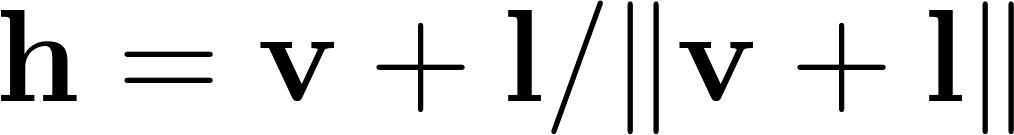 h = v + l/‖v + l‖